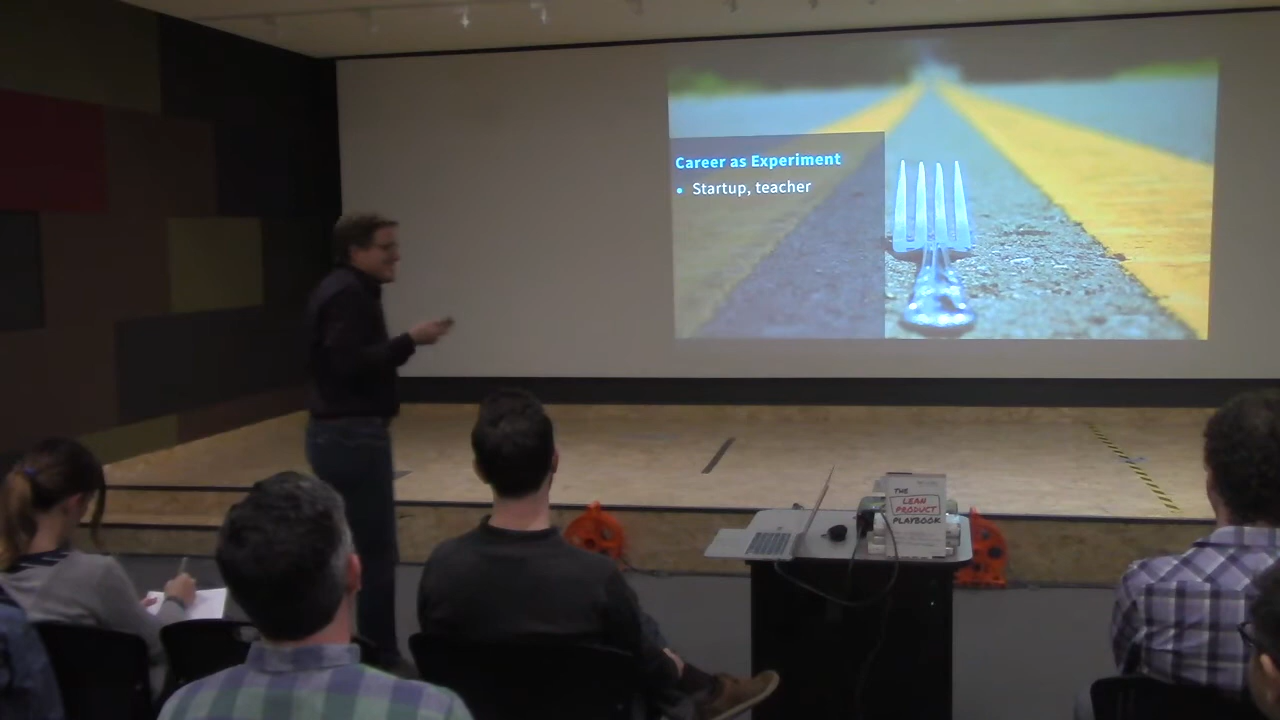 Career as Experiment
• Startup, teacher
THE
LEAN
PRODUCT
PLAYBOOK